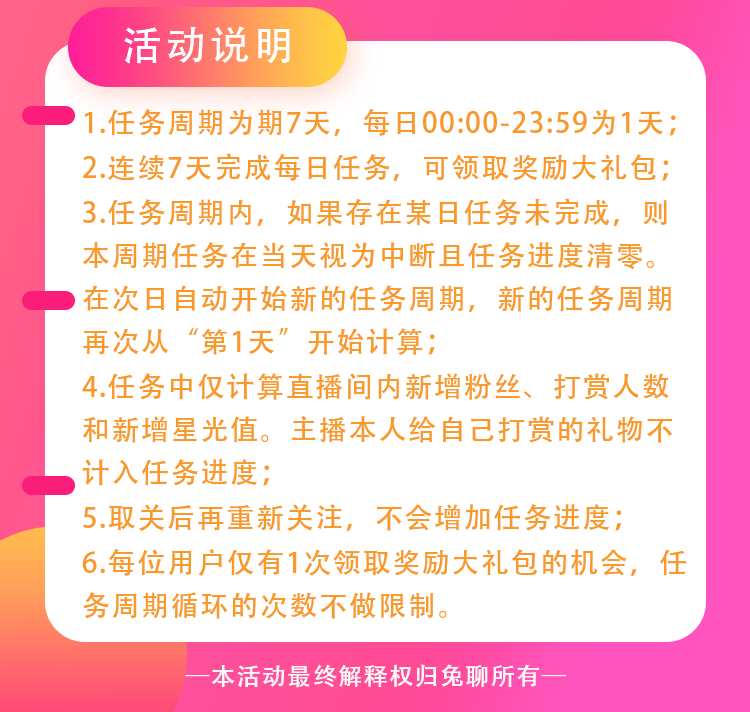 活动说明
1.任务周期为期7天，每日00:00-23:59为1天；
2.连续7天完成每日任务，可领取奖励大礼包；
3.任务周期内，如果存在某日任务未完成，则
本周期任务在当天视为中断且任务进度清零。
在次日自动开始新的任务周期，新的任务周期
再次从“第1天”开始计算；
4.任务中仅计算直播间内新增粉丝、打赏人数
和新增星光值。主播本人给自己打赏的礼物不
计入任务进度；
5.取关后再重新关注，不会增加任务进度；
6.每位用户仅有1次领取奖励大礼包的机会，任
务周期循环的次数不做限制。
—本活动最终解释权归兔聊所有—